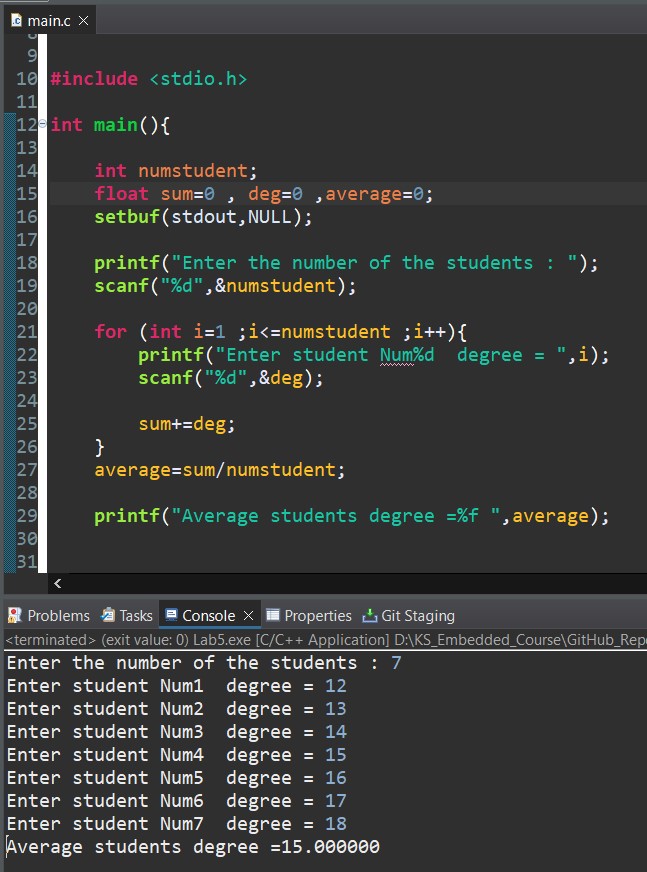 main.c
8
9
10 #include <stdio.h>
11
12 int main(){
13
14 int numstudent;
15 float sum=0 , deg=0 ,average=0;
16 setbuf(stdout,NULL);
17
18 printf("Enter the number of the students : ");
19 scanf("%d",&numstudent);
20
21 for (int i=1 ;i<=numstudent ;i++){
22 printf("Enter student Num%d  degree = ",i);
23 scanf("%d",&deg);
24
25 sum+=deg;
26 }
27 average=sum/numstudent;
28
29 printf("Average students degree =%f ",average);
30
31
Problems Tasks Console Properties Git Staging
<terminated> (exit value: 0) Lab5.exe [C/C++ Application] D:\KS_Embedded_Course\GitHub_Rep
Enter the number of the students : 7
Enter student Num1  degree = 12
Enter student Num2  degree = 13
Enter student Num3  degree = 14
Enter student Num4  degree = 15
Enter student Num5  degree = 16
Enter student Num6  degree = 17
Enter student Num7  degree = 18
Average students degree =15.000000